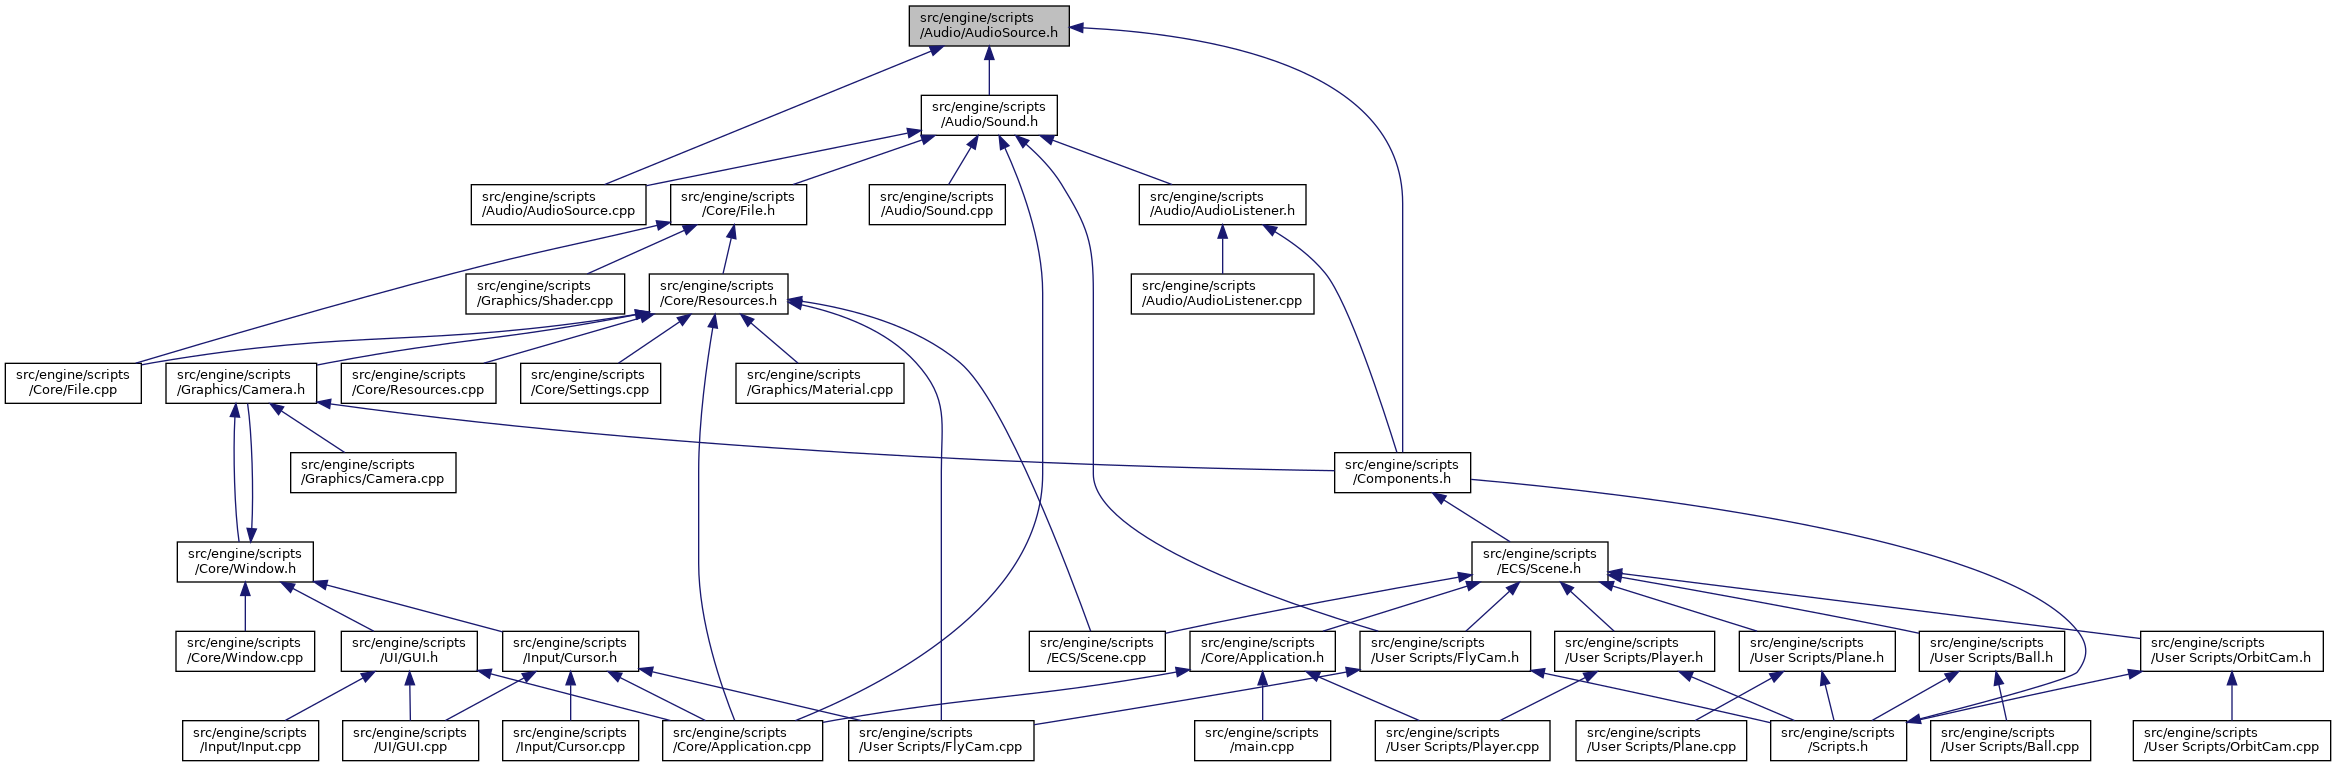 src/engine/scripts
/Audio/AudioSource.h
src/engine/scripts
/Audio/Sound.h
src/engine/scripts
/Audio/AudioSource.cpp
src/engine/scripts
/Core/File.h
src/engine/scripts
/Audio/Sound.cpp
src/engine/scripts
/Audio/AudioListener.h
src/engine/scripts
/Graphics/Shader.cpp
src/engine/scripts
/Core/Resources.h
src/engine/scripts
/Audio/AudioListener.cpp
src/engine/scripts
/Core/File.cpp
src/engine/scripts
/Graphics/Camera.h
src/engine/scripts
/Core/Resources.cpp
src/engine/scripts
/Core/Settings.cpp
src/engine/scripts
/Graphics/Material.cpp
src/engine/scripts
/Graphics/Camera.cpp
src/engine/scripts
/Components.h
src/engine/scripts
/Core/Window.h
src/engine/scripts
/ECS/Scene.h
src/engine/scripts
/Core/Window.cpp
src/engine/scripts
/UI/GUI.h
src/engine/scripts
/Input/Cursor.h
src/engine/scripts
/ECS/Scene.cpp
src/engine/scripts
/Core/Application.h
src/engine/scripts
/User Scripts/FlyCam.h
src/engine/scripts
/User Scripts/Player.h
src/engine/scripts
/User Scripts/Plane.h
src/engine/scripts
/User Scripts/Ball.h
src/engine/scripts
/User Scripts/OrbitCam.h
src/engine/scripts
/Input/Input.cpp
src/engine/scripts
/UI/GUI.cpp
src/engine/scripts
/Input/Cursor.cpp
src/engine/scripts
/Core/Application.cpp
src/engine/scripts
/User Scripts/FlyCam.cpp
src/engine/scripts
/main.cpp
src/engine/scripts
/User Scripts/Player.cpp
src/engine/scripts
/User Scripts/Plane.cpp
src/engine/scripts
/Scripts.h
src/engine/scripts
/User Scripts/Ball.cpp
src/engine/scripts
/User Scripts/OrbitCam.cpp